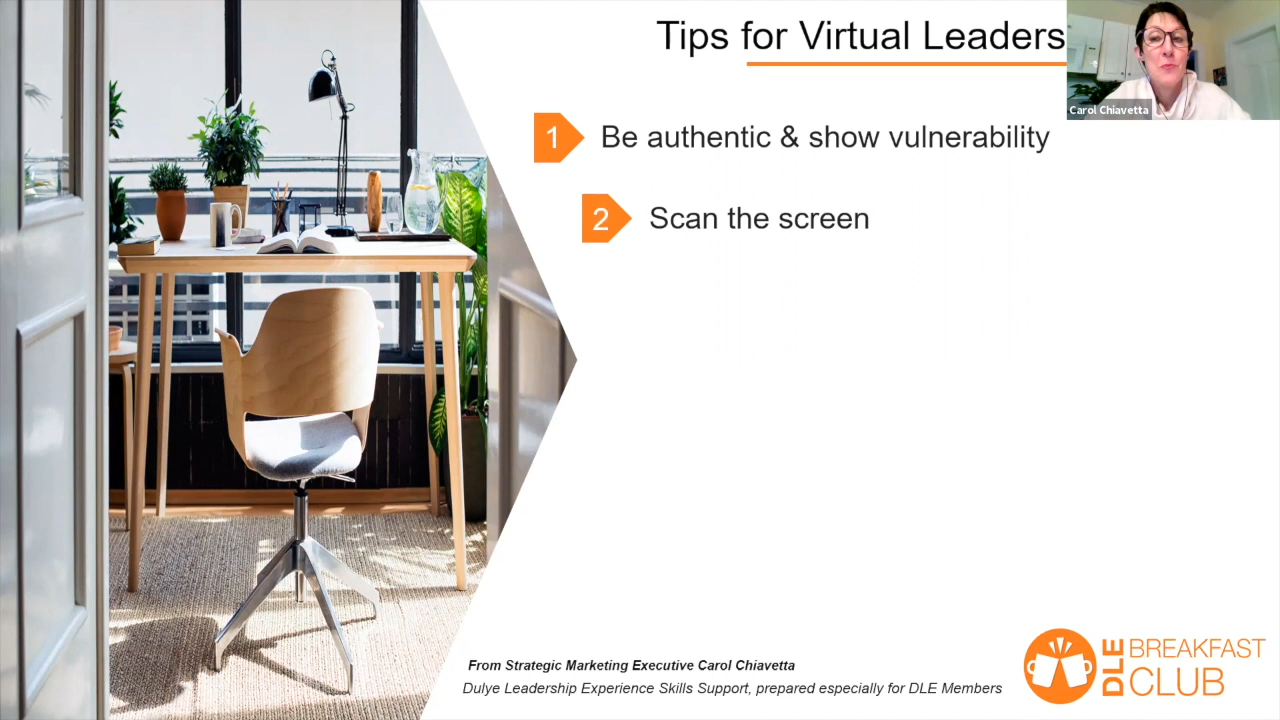 Tips for Virtual Leaders
Carol Chiavetta
1 Be authentic & show vulnerability
2 Scan the screen
From Strategic Marketing Executive Carol Chiavetta
Dulye Leadership Experience Skills Support, prepared especially for DLE Members
DLE
BREAKFAST
CLUB